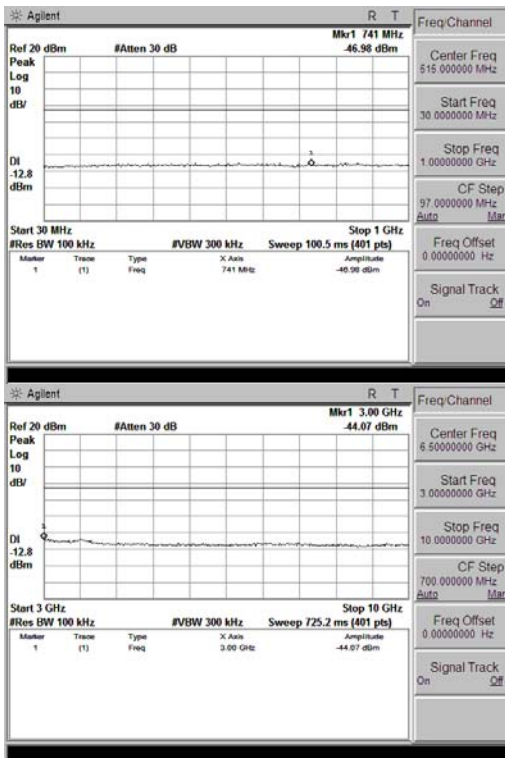 Agilent R T
Mkr1 741 MHz
Ref 20 dBm #Atten 30 dB -46.98 dBm
Peak
Log
10
dB/
1
DI
-12.8
dBm
Start 30 MHz Stop 1 GHz
#Res BW 100 kHz #VBW 300 kHz Sweep 100.5 ms (401 pts)
Marker Trace Type X Axis Amplitude
1 (1) Freq 741 MHz -46.98 dBm
Freq/Channel
Center Freq
515.000000 MHz
Start Freq
30.0000000 MHz
Stop Freq
1.00000000 GHz
CF Step
97.0000000 MHz
Auto Man
Freq Offset
0.00000000 Hz
Signal Track
On Off
Agilent R T
Mkr1 3.00 GHz
Ref 20 dBm #Atten 30 dB -44.07 dBm
Peak
Log
10
dB/
1
DI
-12.8
dBm
Start 3 GHz Stop 10 GHz
#Res BW 100 kHz #VBW 300 kHz Sweep 725.2 ms (401 pts)
Marker Trace Type X Axis Amplitude
1 (1) Freq 3.00 GHz -44.07 dBm
Freq/Channel
Center Freq
6.50000000 GHz
Start Freq
3.00000000 GHz
Stop Freq
10.0000000 GHz
CF Step
700.000000 MHz
Auto Man
Freq Offset
0.00000000 Hz
Signal Track
On Off